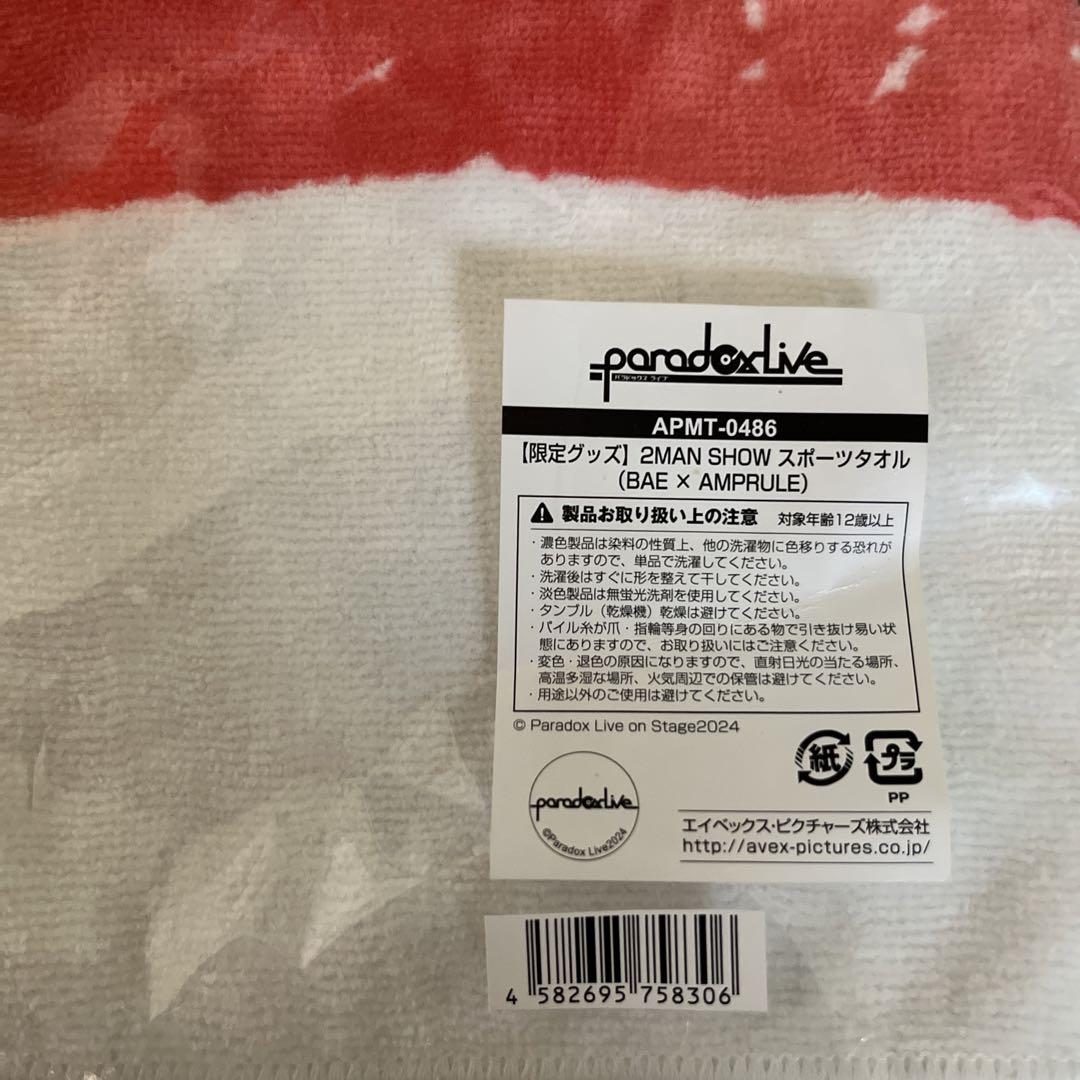 paradoxLive
パラドックス ライブ
APMT-0486
【限定グッズ】2MAN SHOW スポーツタオル
（BAE × AMPRULE）
製品お取り扱い上の注意 対象年齢12歳以上
・濃色製品は染料の性質上、他の洗濯物に色移りする恐れが
ありますので、単品で洗濯してください。
・洗濯後はすぐに形を整えて干してください。
・淡色製品は無蛍光洗剤を使用してください。
・タンブル（乾燥機）乾燥は避けてください。
・パイル糸が爪・指輪等身の回りにある物で引き抜け易い状
態にありますので、お取り扱いにはご注意ください。
・変色・退色の原因になりますので、直射日光の当たる場所、
高温多湿な場所、火気周辺での保管は避けてください。
・用途以外のご使用は避けてください。
© Paradox Live on Stage2024
紙 プラ
PP
paradoxLive
©Paradox Live2024
エイベックス・ピクチャーズ株式会社
http://avex-pictures.co.jp/
4 582695 758306